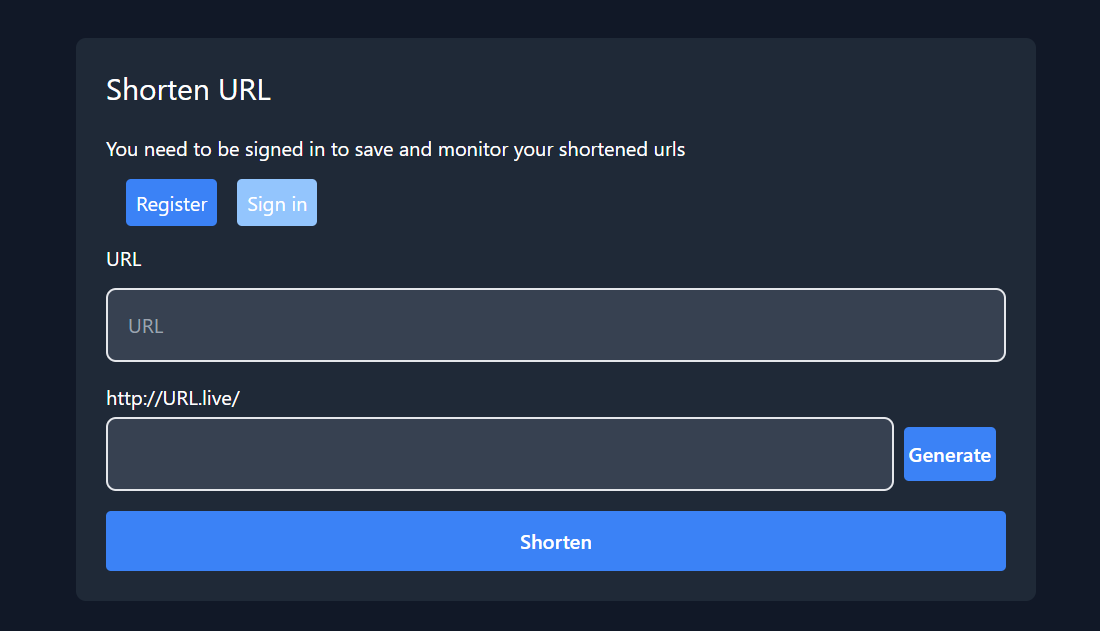 Shorten URL
You need to be signed in to save and monitor your shortened urls
Register Sign in
URL
URL
http://URL.live/
Generate
Shorten